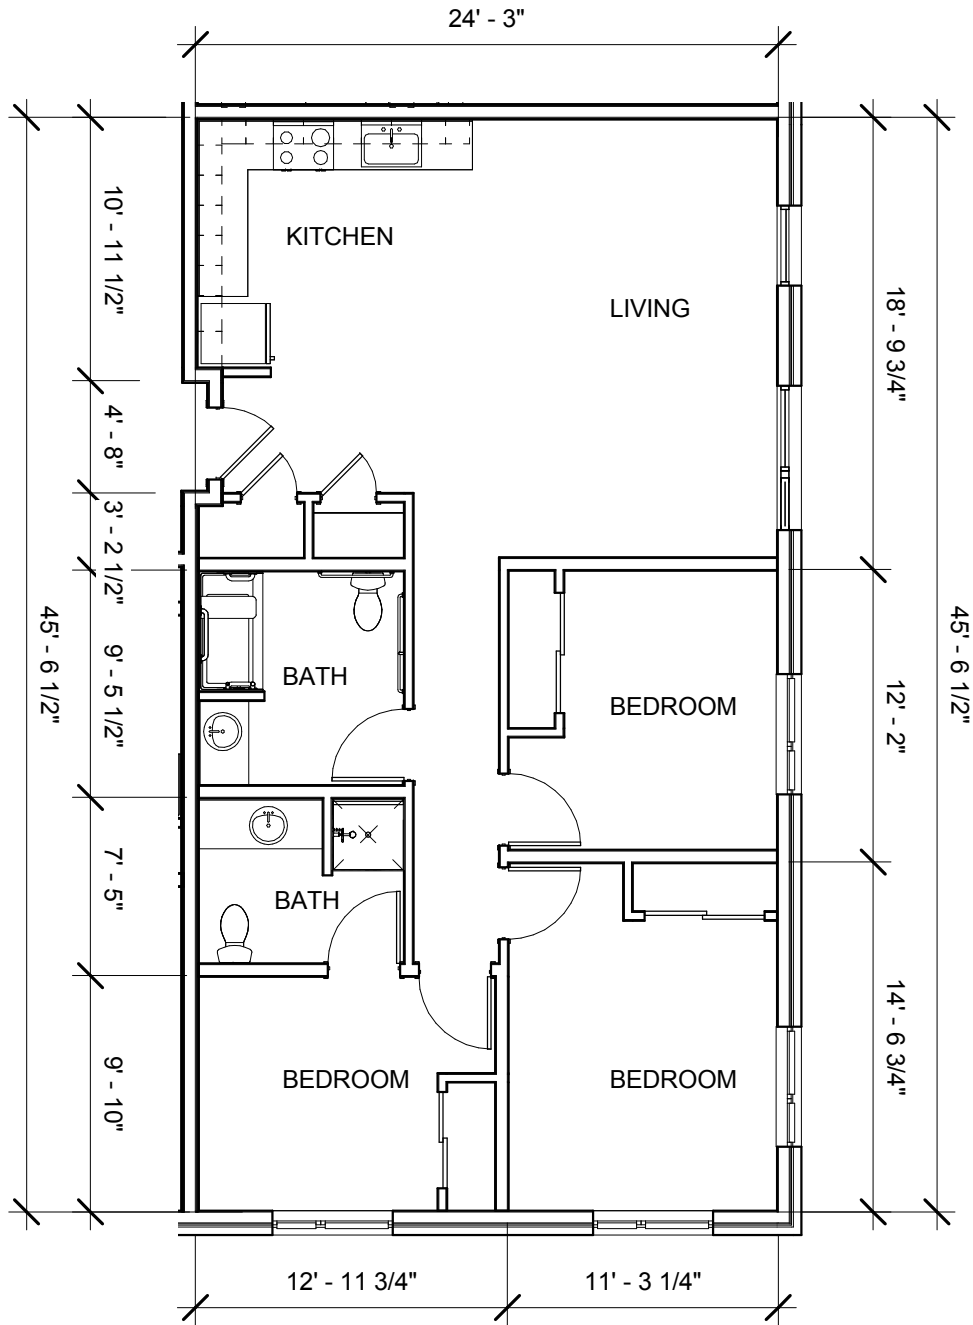 24' - 3"
KITCHEN
LIVING
10' - 11 1/2"
18' - 9 3/4"
4' - 8"
3' - 2 1/2"
45' - 6 1/2"
9' - 5 1/2"
BATH
BEDROOM
12' - 2"
45' - 6 1/2"
7' - 5"
BATH
14' - 6 3/4"
9' - 10"
BEDROOM
BEDROOM
12' - 11 3/4"
11' - 3 1/4"